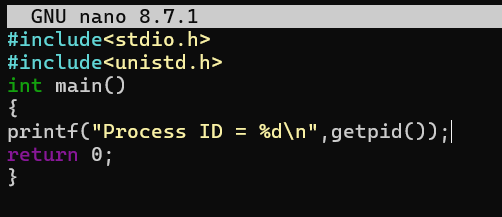 GNU nano 8.7.1
#include<stdio.h>
#include<unistd.h>
int main()
{
printf("Process ID = %d\n",getpid());
return 0;
}